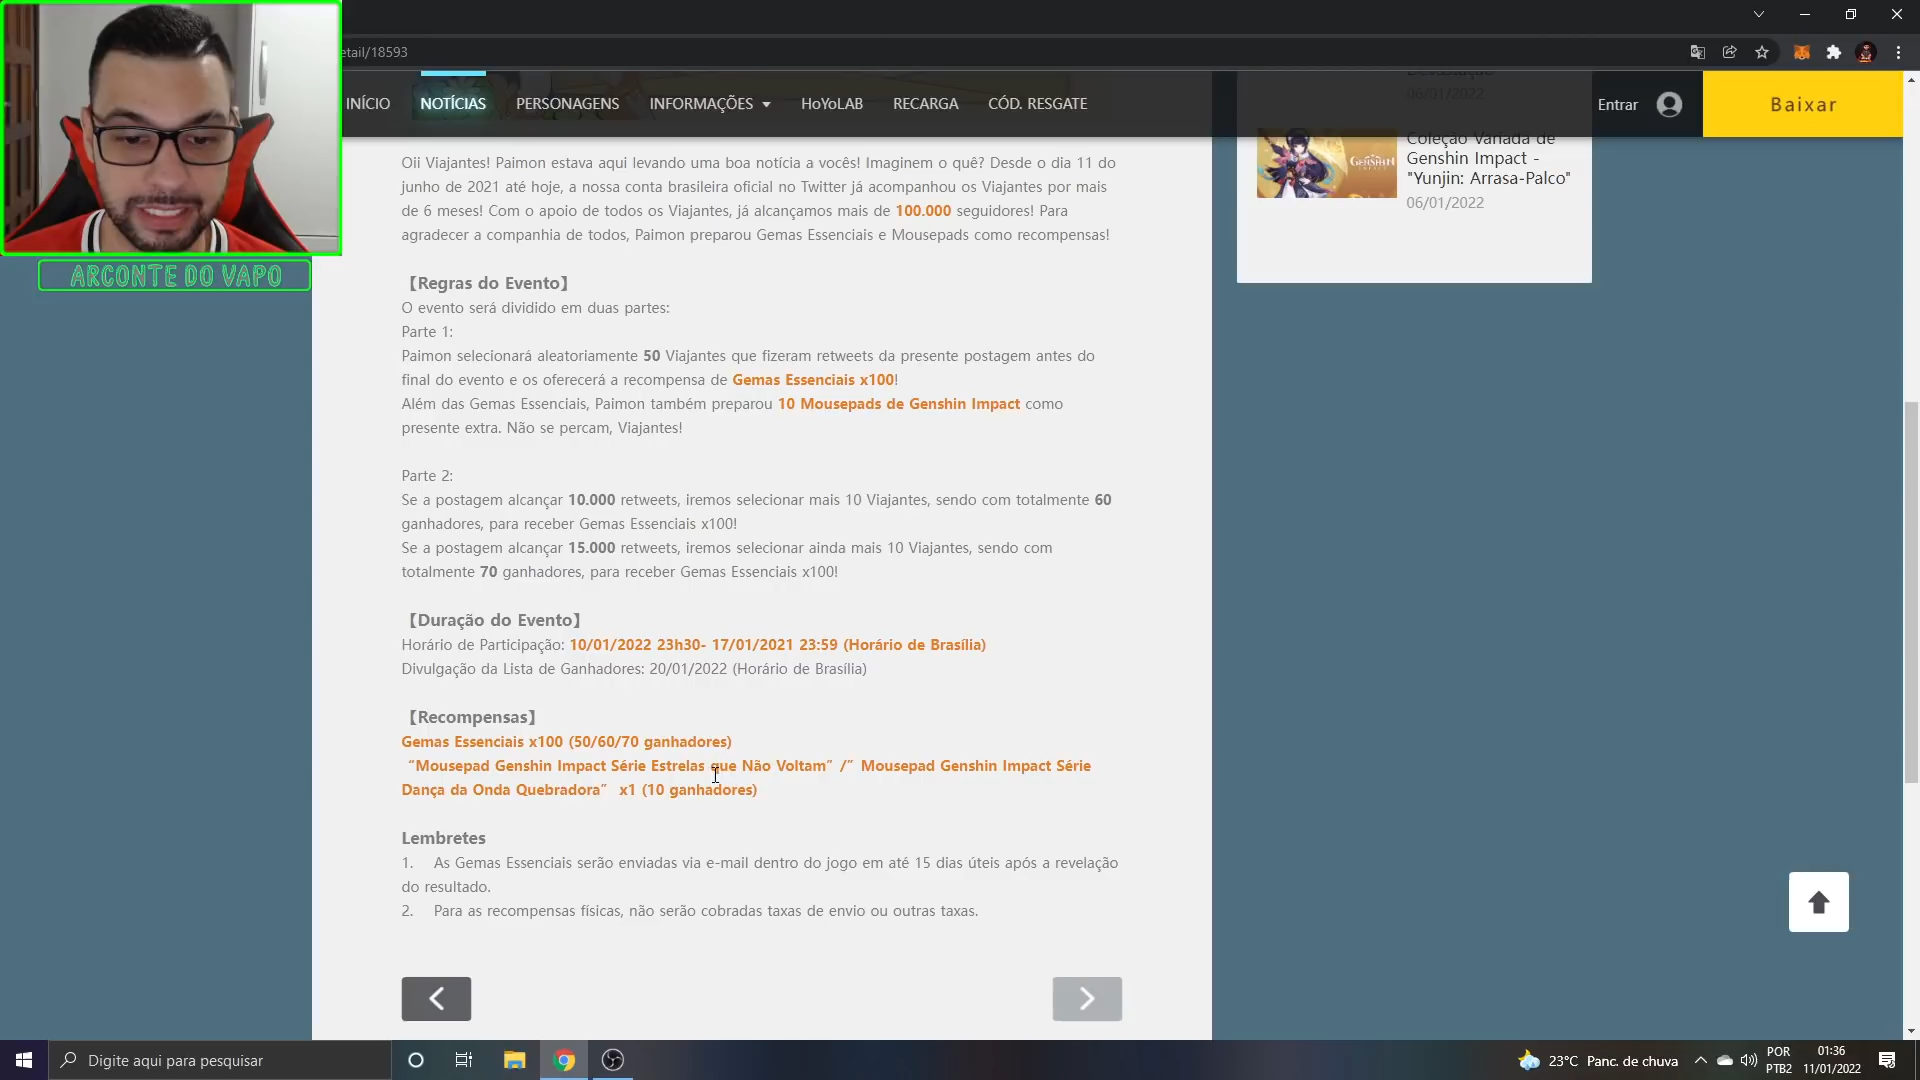 etail/18593
INÍCIO
NOTÍCIAS
PERSONAGENS
INFORMAÇÕES
HoYoLAB
RECARGA
CÓD. RESGATE
Entrar
Baixar
06/01/2022
GENSHIN
Coleção Variada de
Genshin Impact -
"Yunjin: Arrasa-Palco"
06/01/2022
ARCONTE DO VAPO
Oii Viajantes! Paimon estava aqui levando uma boa notícia a vocês! Imaginem o quê? Desde o dia 11 do
junho de 2021 até hoje, a nossa conta brasileira oficial no Twitter já acompanhou os Viajantes por mais
de 6 meses! Com o apoio de todos os Viajantes, já alcançamos mais de 100.000 seguidores! Para
agradecer a companhia de todos, Paimon preparou Gemas Essenciais e Mousepads como recompensas!
【Regras do Evento】
O evento será dividido em duas partes:
Parte 1:
Paimon selecionará aleatoriamente 50 Viajantes que fizeram retweets da presente postagem antes do
final do evento e os oferecerá a recompensa de Gemas Essenciais x100!
Além das Gemas Essenciais, Paimon também preparou 10 Mousepads de Genshin Impact como
presente extra. Não se percam, Viajantes!
Parte 2:
Se a postagem alcançar 10.000 retweets, iremos selecionar mais 10 Viajantes, sendo com totalmente 60
ganhadores, para receber Gemas Essenciais x100!
Se a postagem alcançar 15.000 retweets, iremos selecionar ainda mais 10 Viajantes, sendo com
totalmente 70 ganhadores, para receber Gemas Essenciais x100!
【Duração do Evento】
Horário de Participação: 10/01/2022 23h30- 17/01/2021 23:59 (Horário de Brasília)
Divulgação da Lista de Ganhadores: 20/01/2022 (Horário de Brasília)
【Recompensas】
Gemas Essenciais x100 (50/60/70 ganhadores)
“Mousepad Genshin Impact Série Estrelas que Não Voltam” /” Mousepad Genshin Impact Série
Dança da Onda Quebradora” x1 (10 ganhadores)
Lembretes
1. As Gemas Essenciais serão enviadas via e-mail dentro do jogo em até 15 dias úteis após a revelação
do resultado.
2. Para as recompensas físicas, não serão cobradas taxas de envio ou outras taxas.
Digite aqui para pesquisar
23°C Panc. de chuva
POR
PTB2
01:36
11/01/2022